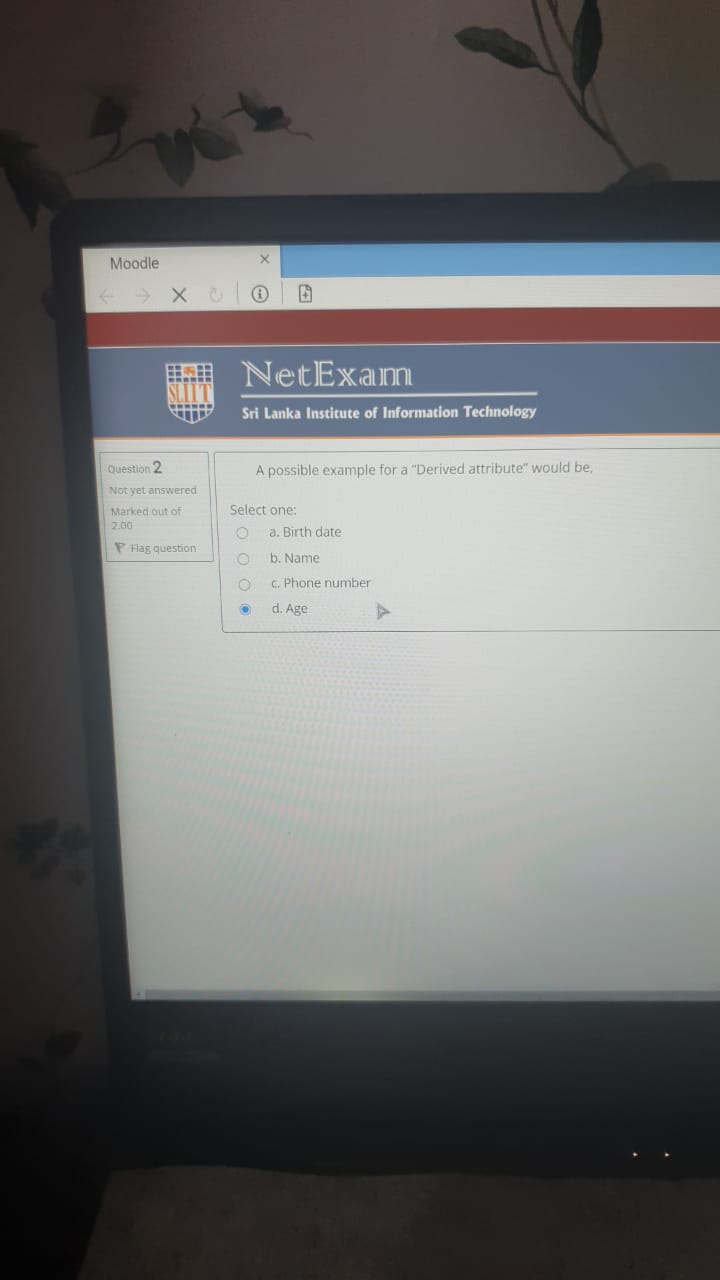 Moodle
SLIIT
NetExam
Sri Lanka Institute of Information Technology
Question 2
Not yet answered
Marked out of
2.00
Flag question
A possible example for a “Derived attribute” would be,
Select one:
a. Birth date
b. Name
c. Phone number
d. Age